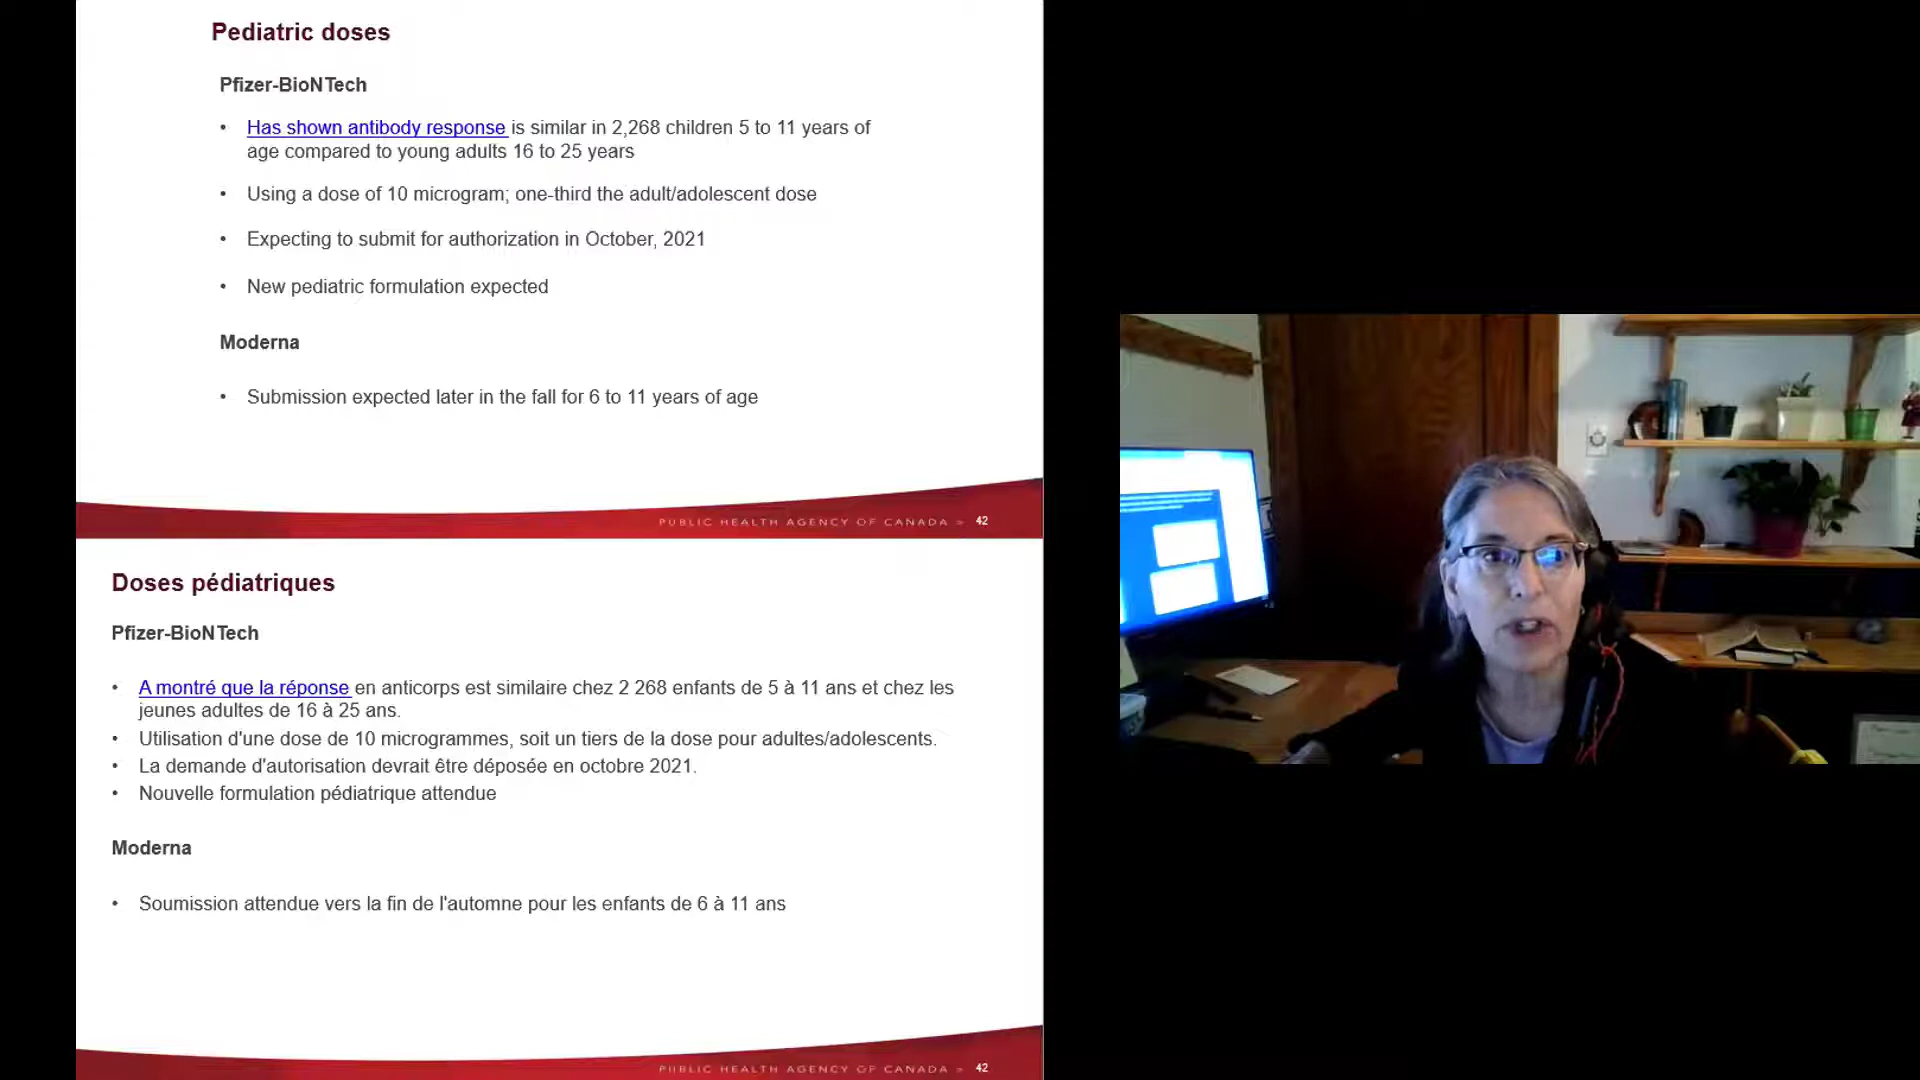 Pediatric doses
Pfizer-BioNTech
• Has shown antibody response is similar in 2,268 children 5 to 11 years of
age compared to young adults 16 to 25 years
• Using a dose of 10 microgram; one-third the adult/adolescent dose
• Expecting to submit for authorization in October, 2021
• New pediatric formulation expected
Moderna
• Submission expected later in the fall for 6 to 11 years of age
PUBLIC HEALTH AGENCY OF CANADA > 42
Doses pédiatriques
Pfizer-BioNTech
• A montré que la réponse en anticorps est similaire chez 2 268 enfants de 5 à 11 ans et chez les
jeunes adultes de 16 à 25 ans.
• Utilisation d'une dose de 10 microgrammes, soit un tiers de la dose pour adultes/adolescents.
• La demande d'autorisation devrait être déposée en octobre 2021.
• Nouvelle formulation pédiatrique attendue
Moderna
• Soumission attendue vers la fin de l'automne pour les enfants de 6 à 11 ans
PUBLIC HEALTH AGENCY OF CANADA > 42